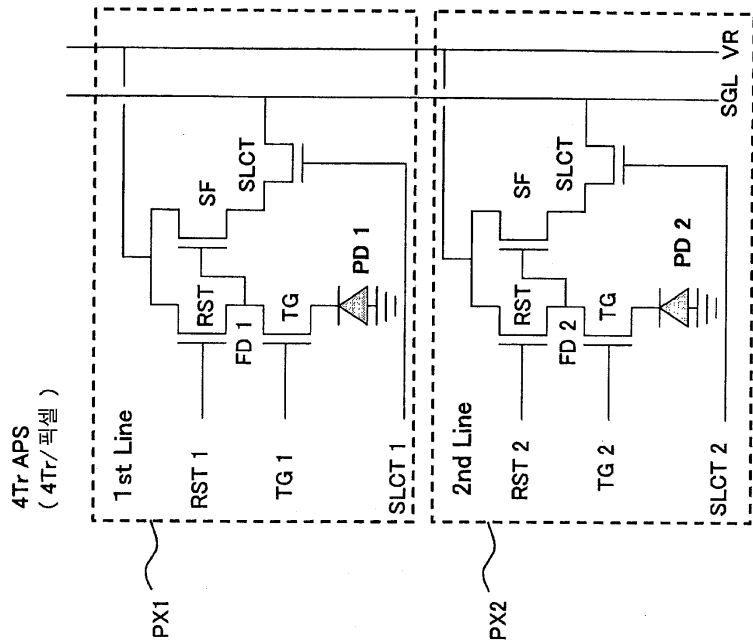 4Tr APS
( 4Tr/ 픽셀 )
PX1
1st Line
RST 1
TG 1
SLCT 1
FD 1
RST
TG
SF
SLCT
PD 1
PX2
2nd Line
RST 2
TG 2
SLCT 2
FD 2
RST
TG
SF
SLCT
PD 2
SGL
VR